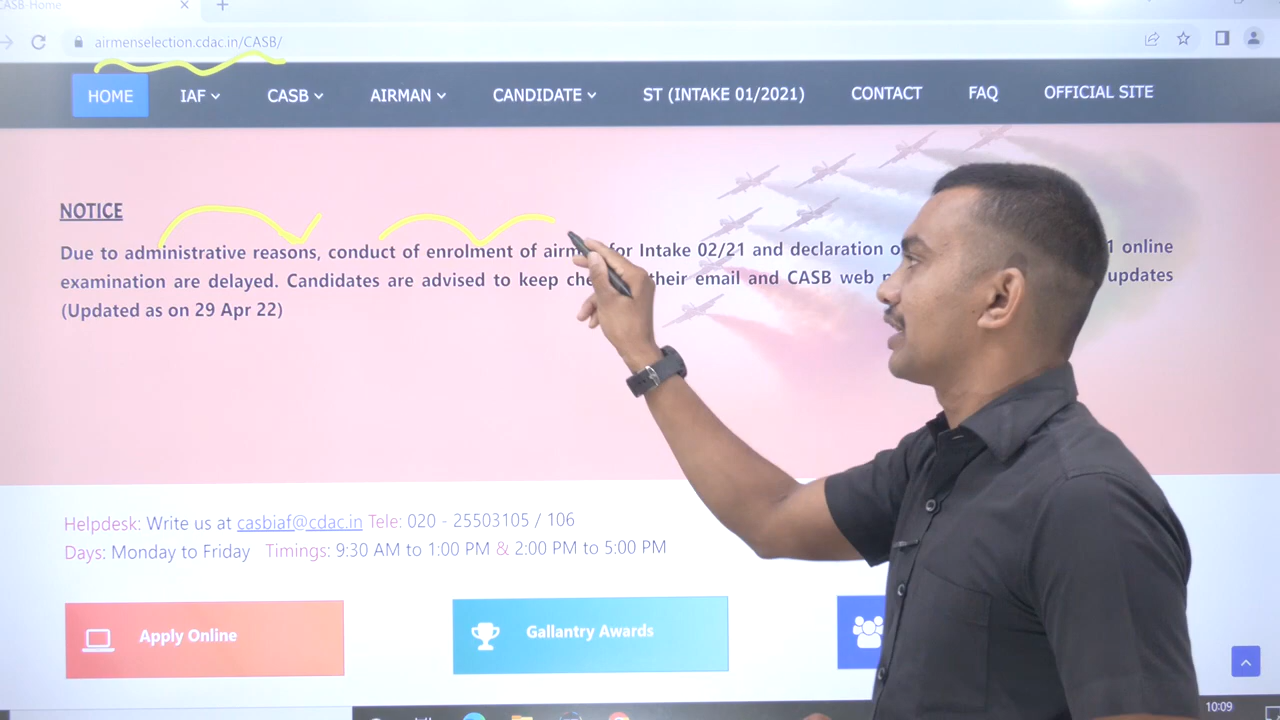 CASB Home
airmenselection.cdac.in/CASB/
HOME IAF CASB AIRMAN CANDIDATE ST (INTAKE 01/2021) CONTACT FAQ OFFICIAL SITE
NOTICE
Due to administrative reasons, conduct of enrolment of for Intake 02/21 and declaration 1 online
examination are delayed. Candidates are advised to keep their email and CASB web updates
(Updated as on 29 Apr 22)
Helpdesk: Write us at casbiaf@cdac.in Tele: 020 - 25503105 / 106
Days: Monday to Friday Timings: 9:30 AM to 1:00 PM & 2:00 PM to 5:00 PM
Apply Online Gallantry Awards
10:09